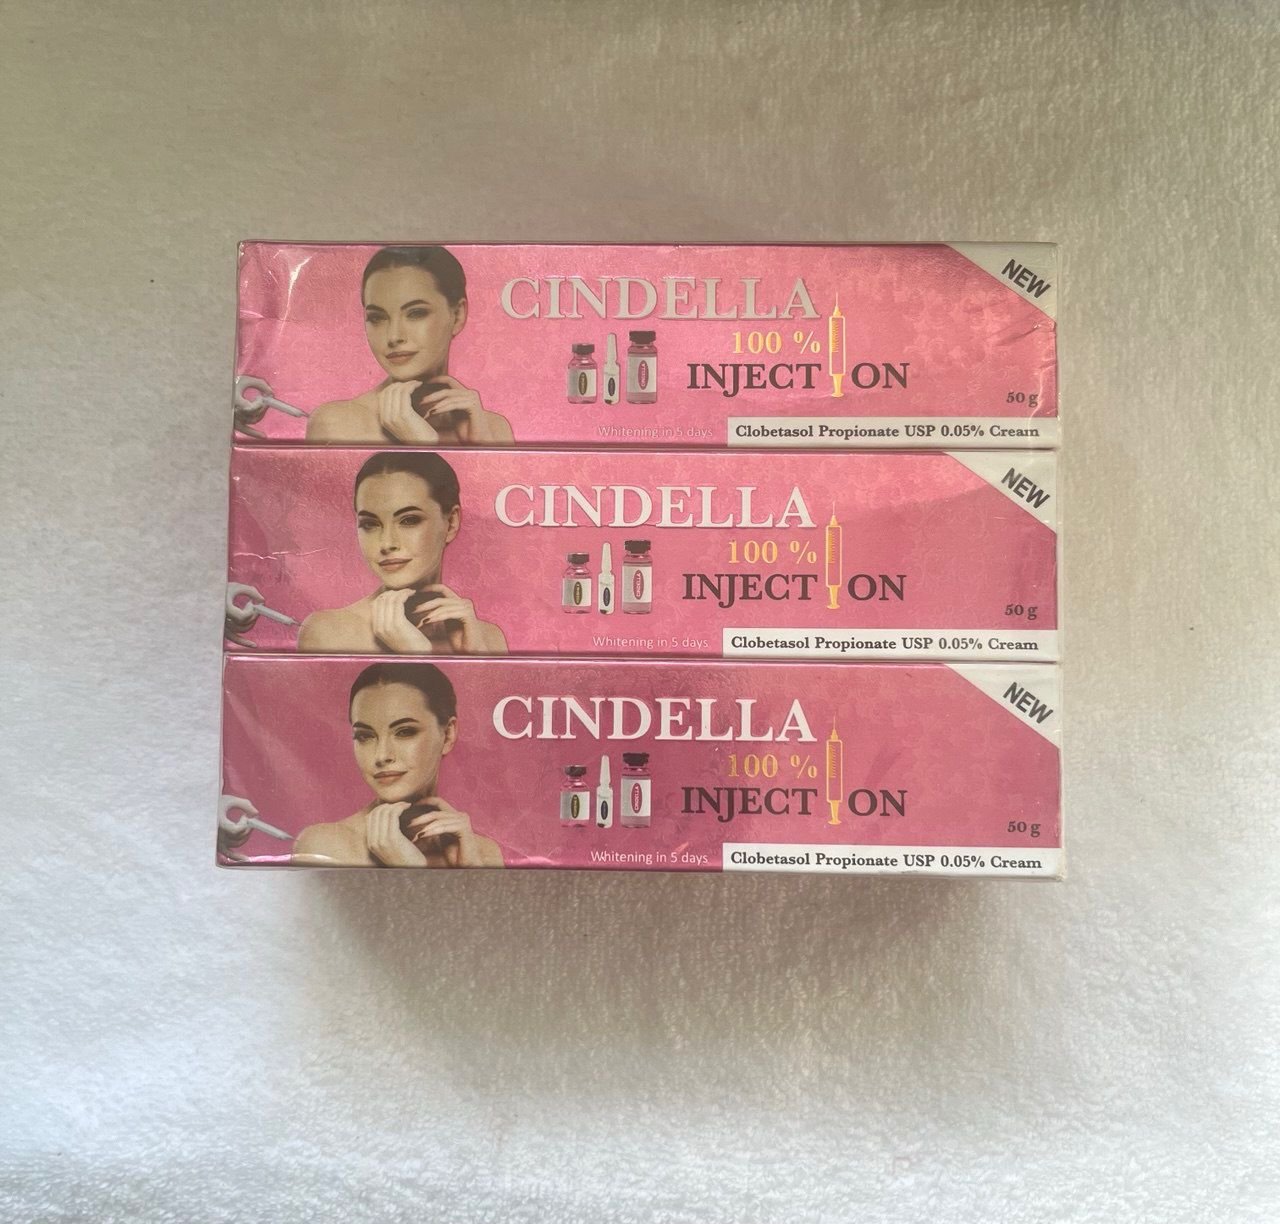 NEW
CINDELLA
100 %
INJECTION
50 g
Whitening in 5 days
Clobetasol Propionate USP 0.05% Cream
NEW
CINDELLA
100 %
INJECTION
CINDELLA
50 g
Whitening in 5 days
Clobetasol Propionate USP 0.05% Cream
NEW
CINDELLA
100 %
INJECTION
CINDELLA
50 g
Whitening in 5 days
Clobetasol Propionate USP 0.05% Cream